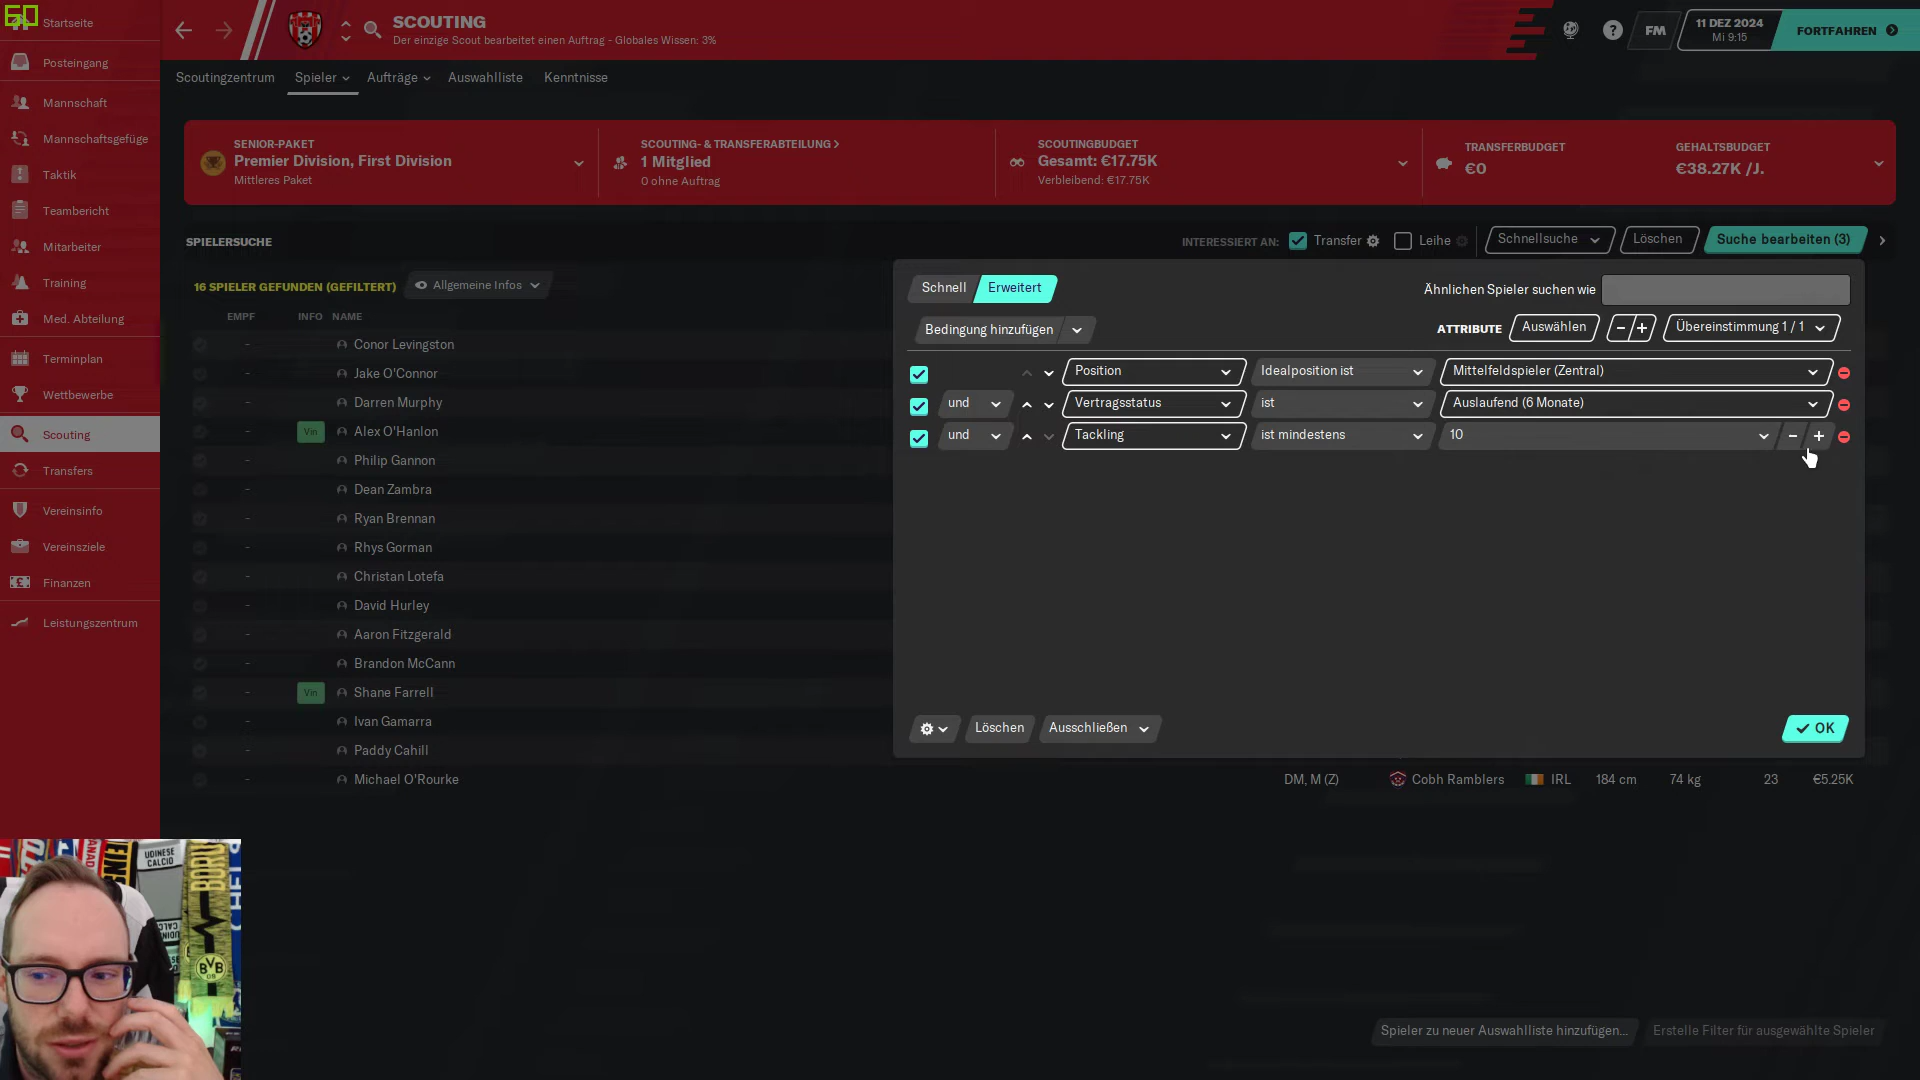 60
Startseite
SCOUTING
Der einzige Scout bearbeitet einen Auftrag - Globales Wissen: 3%
FM
11 DEZ 2024
Mi 9:15
FORTFAHREN
Posteingang
Mannschaft
Mannschaftsgefüge
Taktik
Teambericht
Mitarbeiter
Training
Med. Abteilung
Terminplan
Wettbewerbe
Scouting
Transfers
Vereinsinfo
Vereinsziele
Finanzen
Leistungszentrum
Scoutingzentrum
Spieler
Aufträge
Auswahlliste
Kenntnisse
SENIOR-PAKET
Premier Division, First Division
Mittleres Paket
SCOUTING- & TRANSFERABTEILUNG
1 Mitglied
0 ohne Auftrag
SCOUTINGBUDGET
Gesamt: €17.75K
Verbleibend: €17.75K
TRANSFERBUDGET
€0
GEHALTSBUDGET
€38.27K /J.
SPIELERSUCHE
INTERESSIERT AN:
Transfer
Leihe
Schnellsuche
Löschen
Suche bearbeiten (3)
16 SPIELER GEFUNDEN (GEFILTERT)
Allgemeine Infos
EMPF
INFO
NAME
- Conor Levingston
- Jake O'Connor
- Darren Murphy
- Vin Alex O'Hanlon
- Philip Gannon
- Dean Zambra
- Ryan Brennan
- Rhys Gorman
- Christan Lotefa
- David Hurley
- Aaron Fitzgerald
- Brandon McCann
- Vin Shane Farrell
- Ivan Gamarra
- Paddy Cahill
- Michael O'Rourke DM, M (Z) Cobh Ramblers IRL 184 cm 74 kg 23 €5.25K
Schnell
Erweitert
Ähnlichen Spieler suchen wie
Bedingung hinzufügen
ATTRIBUTE
Auswählen
Übereinstimmung 1 / 1
Position
Idealposition ist
Mittelfeldspieler (Zentral)
und
Vertragsstatus
ist
Auslaufend (6 Monate)
und
Tackling
ist mindestens
10
Löschen
Ausschließen
OK
Spieler zu neuer Auswahlliste hinzufügen...
Erstelle Filter für ausgewählte Spieler
UDINESE
CALCIO
BVB
09